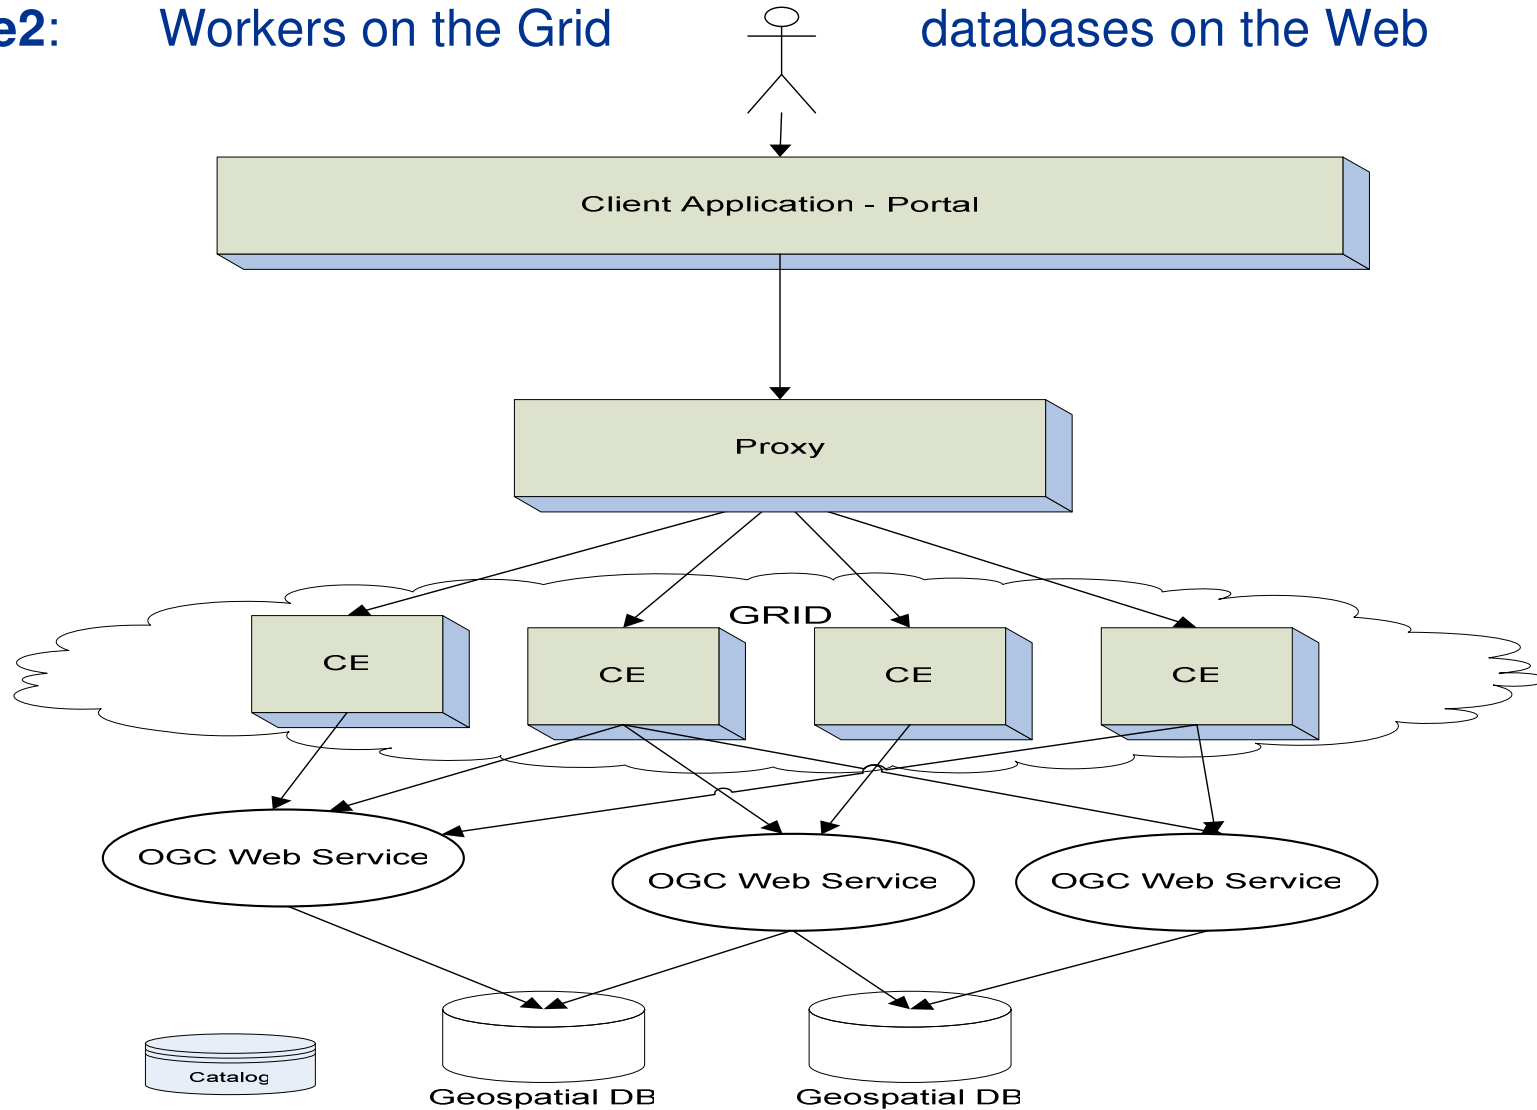 e2: Workers on the Grid databases on the Web
Client Application - Portal
Proxy
GRID
CE
CE CE CE
OGC Web Service
OGC Web Service OGC Web Service
Catalog
Geospatial DB Geospatial DB